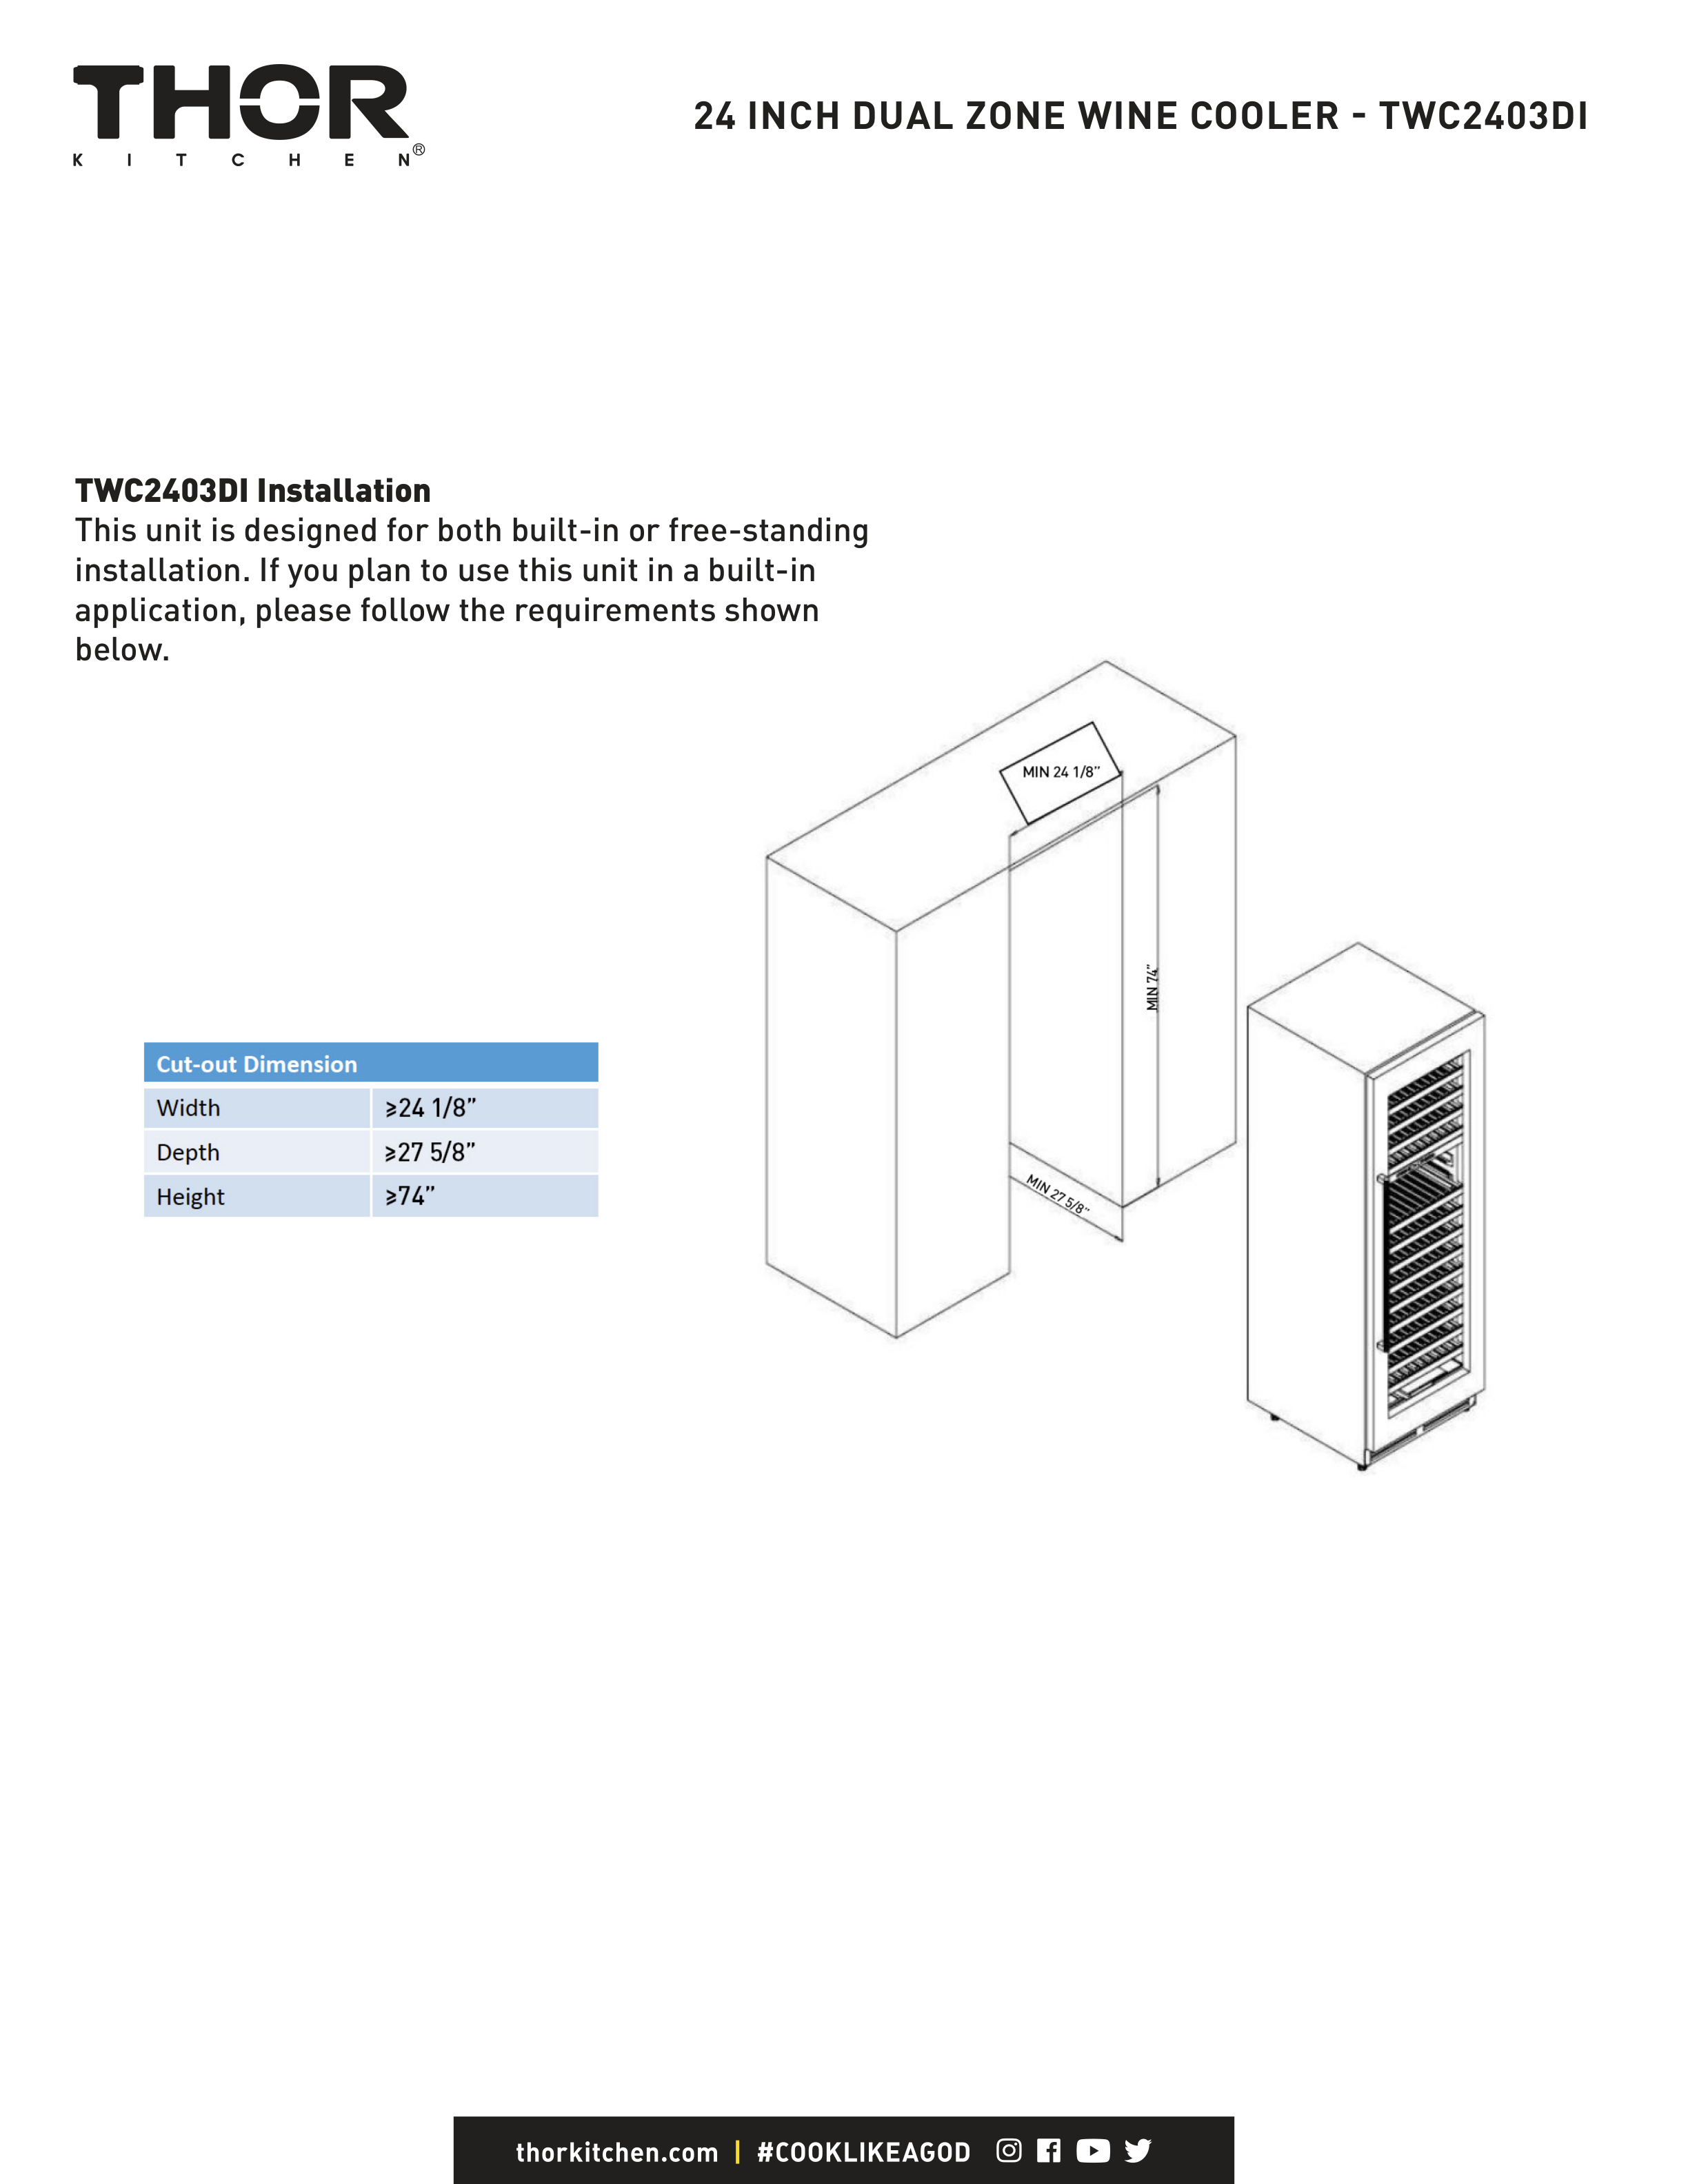 THOR
KITCHEN®
24 INCH DUAL ZONE WINE COOLER - TWC2403DI
TWC2403DI Installation
This unit is designed for both built-in or free-standing
installation. If you plan to use this unit in a built-in
application, please follow the requirements shown
below.
MIN 24 1/8”
MIN 74”
MIN 27 5/8”
Cut-out Dimension
Width ⩾24 1/8”
Depth ⩾27 5/8”
Height ⩾74”
thorkitchen.com | #COOKLIKEAGOD